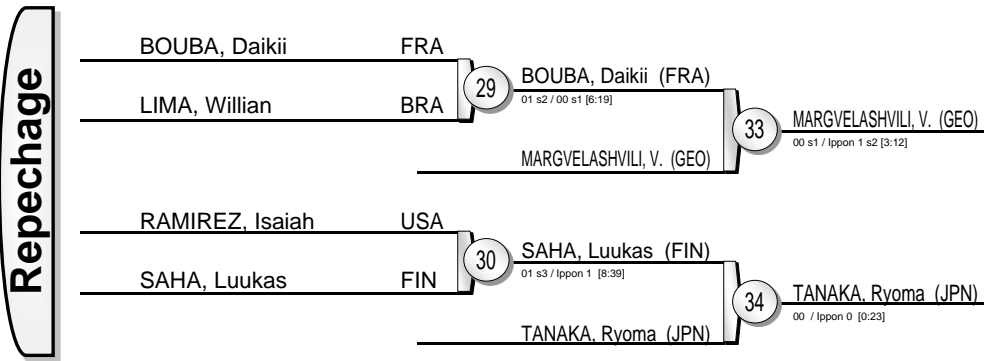 Repechage
BOUBA, Daikii FRA
LIMA, Willian BRA
29
BOUBA, Daikii (FRA)
01 s2 / 00 s1 [6:19]
MARGVELASHVILI, V. (GEO)
33
MARGVELASHVILI, V. (GEO)
00 s1 / Ippon 1 s2 [3:12]
RAMIREZ, Isaiah USA
SAHA, Luukas FIN
30
SAHA, Luukas (FIN)
01 s3 / Ippon 1 [8:39]
TANAKA, Ryoma (JPN)
34
TANAKA, Ryoma (JPN)
00 / Ippon 0 [0:23]